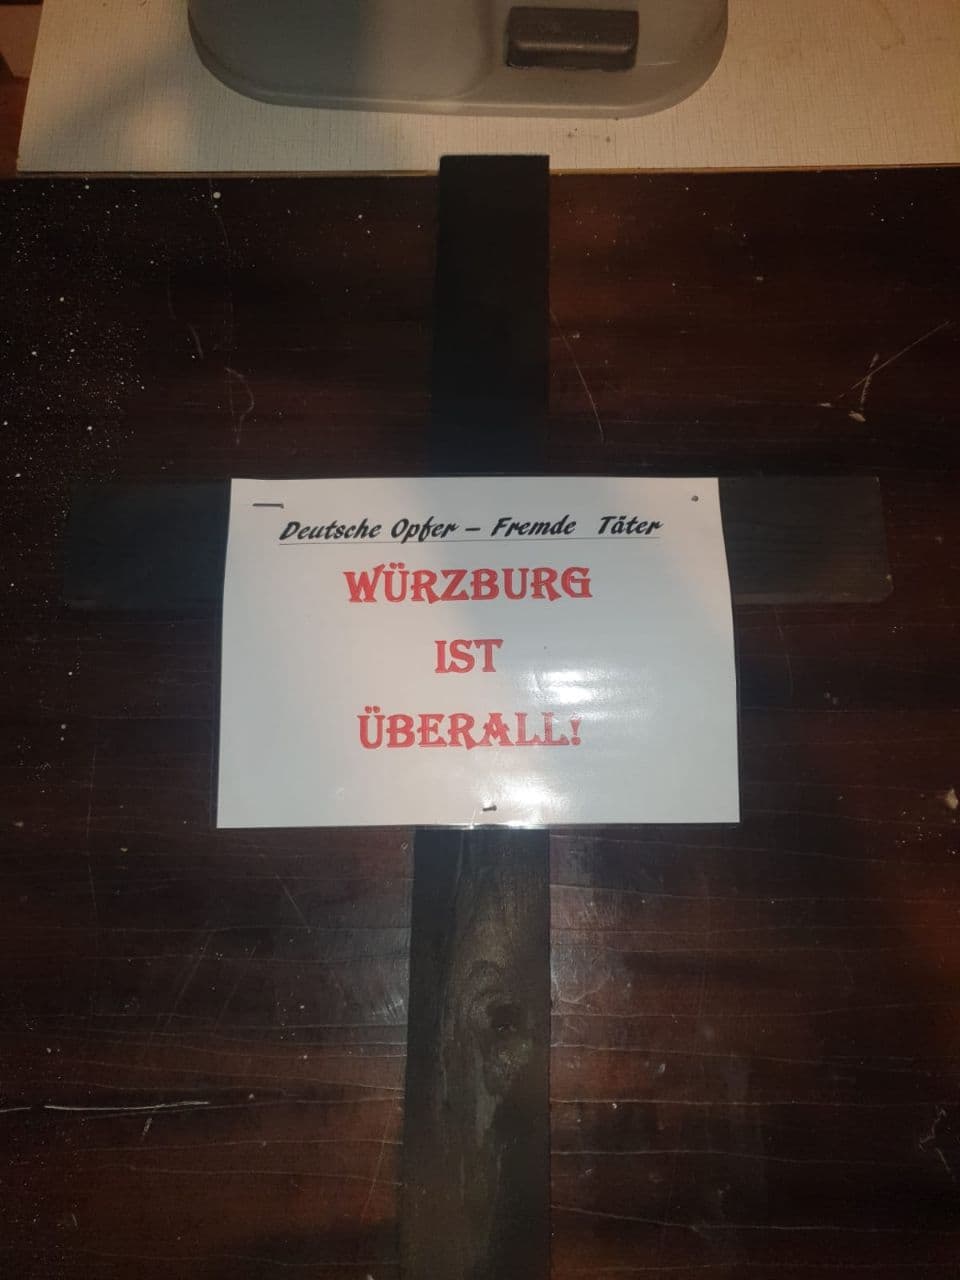 Deutsche Opfer – Fremde Täter
WÜRZBURG
IST
ÜBERALL!